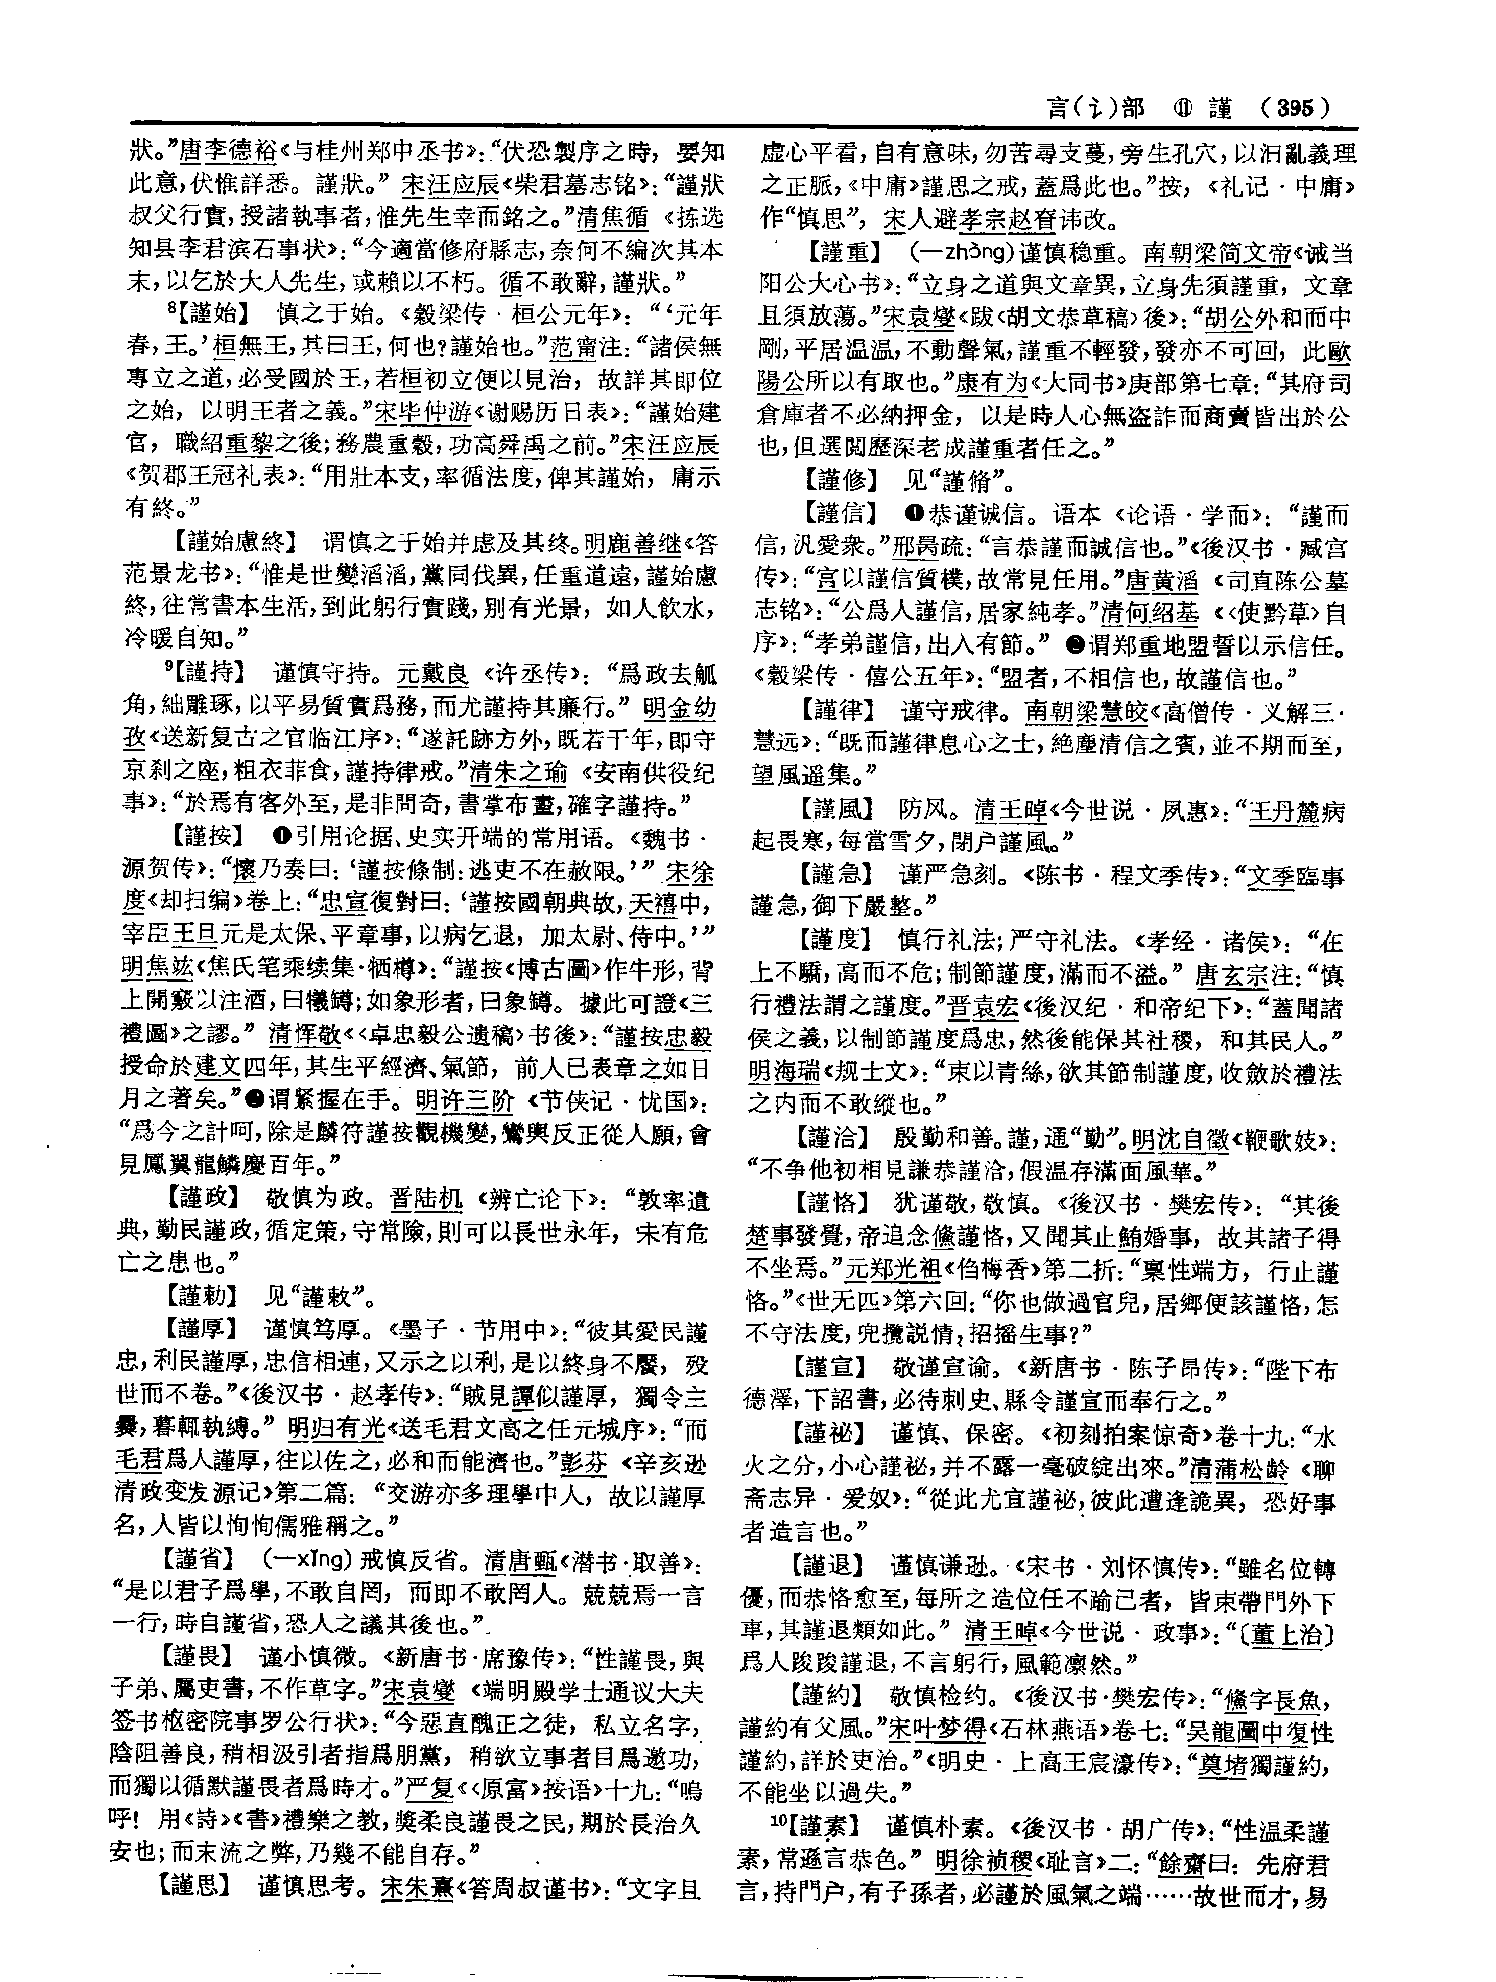 言(讠)部 ⑪ 謹 (395)
狀。”唐李德裕《与桂州郑中丞书》：“伏恐製序之時，要知
此意，伏惟詳悉。謹狀。” 宋汪应辰《柴君墓志铭》：“謹狀
叔父行實，授諸執事者，惟先生幸而銘之。”清焦循《拣选
知县李君滨石事状》：“今適當修府縣志，奈何不編次其本
末，以乞於大人先生，或賴以不朽。循不敢辭，謹狀。”
⁸【謹始】 慎之于始。《穀梁传·桓公元年》：“‘元年
春，王。’桓無王，其曰王，何也？謹始也。”范甯注：“諸侯無
專立之道，必受國於王，若桓初立便以見治，故詳其即位
之始，以明王者之義。”宋毕仲游《谢赐历日表》：“謹始建
官，職紹重黎之後；務農重穀，功高舜禹之前。”宋汪应辰
《贺郡王冠礼表》：“用壯本支，率循法度，俾其謹始，庸示
有終。”
【謹始慮終】 谓慎之于始并虑及其终。明鹿善继《答
范景龙书》：“惟是世變滔滔，黨同伐異，任重道遠，謹始慮
終，往常書本生活，到此躬行實踐，别有光景，如人飲水，
冷暖自知。”
⁹【謹持】 谨慎守持。元戴良《许丞传》：“爲政去觚
角，絀雕琢，以平易質實爲務，而尤謹持其廉行。” 明金幼
孜《送新复古之官临江序》：“遂託跡方外，既若干年，即守
京刹之座，粗衣菲食，謹持律戒。”清朱之瑜《安南供役纪
事》：“於焉有客外至，是非問奇，書掌布畫，確字謹持。”
【謹按】 ❶引用论据、史实开端的常用语。《魏书·
源贺传》：“懷乃奏曰：‘謹按條制：逃吏不在赦限。’” 宋徐
度《却扫编》卷上：“忠宣復對曰：‘謹按國朝典故，天禧中，
宰臣王旦元是太保、平章事，以病乞退，加太尉、侍中。’”
明焦竑《焦氏笔乘续集·牺樽》：“謹按《博古圖》作牛形，背
上開竅以注酒，曰犧罇；如象形者，曰象罇。據此可證《三
禮圖》之謬。” 清恽敬《〈卓忠毅公遗稿〉书後》：“謹按忠毅
授命於建文四年，其生平經濟、氣節，前人已表章之如日
月之著矣。”❷谓紧握在手。明许三阶《节侠记·忧国》：
“爲今之計呵，除是麟符謹按觀機變，鸞輿反正從人願，會
見鳳翼龍鱗慶百年。”
【謹政】 敬慎为政。晋陆机《辨亡论下》：“敦率遺
典，勤民謹政，循定策，守常險，則可以長世永年，未有危
亡之患也。”
【謹勑】 见“謹敕”。
【謹厚】 谨慎笃厚。《墨子·节用中》：“彼其愛民謹
忠，利民謹厚，忠信相連，又示之以利，是以終身不饜，殁
世而不卷。”《後汉书·赵孝传》：“賊見譚似謹厚，獨令主
爨，暮輒執縛。” 明归有光《送毛君文高之任元城序》：“而
毛君爲人謹厚，往以佐之，必和而能濟也。”彭芬《辛亥逊
清政变发源记》第二篇：“交游亦多理學中人，故以謹厚
名，人皆以恂恂儒雅稱之。”
【謹省】 (—xǐng)戒慎反省。清唐甄《潜书·取善》：
“是以君子爲學，不敢自罔，而即不敢罔人。兢兢焉一言
一行，時自謹省，恐人之議其後也。”
【謹畏】 谨小慎微。《新唐书·席豫传》：“性謹畏，與
子弟、屬吏書，不作草字。”宋袁燮《端明殿学士通议大夫
签书枢密院事罗公行状》：“今惡直醜正之徒，私立名字，
陰阻善良，稍相汲引者指爲朋黨，稍欲立事者目爲邀功，
而獨以循默謹畏者爲時才。”严复《〈原富〉按语》十九：“嗚
呼！用《詩》《書》禮樂之教，獎柔良謹畏之民，期於長治久
安也；而末流之弊，乃幾不能自存。”
【謹思】 谨慎思考。宋朱熹《答周叔谨书》：“文字且
虚心平看，自有意味，勿苦尋支蔓，旁生孔穴，以汩亂義理
之正脈，《中庸》謹思之戒，蓋爲此也。”按，《礼记·中庸》
作“慎思”，宋人避孝宗赵眘讳改。
【謹重】 (—zhòng)谨慎稳重。南朝梁简文帝《诫当
阳公大心书》：“立身之道與文章異，立身先須謹重，文章
且須放蕩。”宋袁燮《跋〈胡文恭草稿〉後》：“胡公外和而中
剛，平居温温，不動聲氣，謹重不輕發，發亦不可回，此歐
陽公所以有取也。”康有为《大同书》庚部第七章：“其府司
倉庫者不必納押金，以是時人心無盜詐而商賈皆出於公
也，但選閲歷深老成謹重者任之。”
【謹修】 见“謹脩”。
【謹信】 ❶恭谨诚信。语本《论语·学而》：“謹而
信，汎愛衆。”邢昺疏：“言恭謹而誠信也。”《後汉书·臧宫
传》：“宫以謹信質樸，故常見任用。”唐黄滔《司直陈公墓
志铭》：“公爲人謹信，居家純孝。”清何绍基《〈使黔草〉自
序》：“孝弟謹信，出入有節。” ❷谓郑重地盟誓以示信任。
《穀梁传·僖公五年》：“盟者，不相信也，故謹信也。”
【謹律】 谨守戒律。南朝梁慧皎《高僧传·义解三·
慧远》：“既而謹律息心之士，絶塵清信之賓，並不期而至，
望風遥集。”
【謹風】 防风。清王晫《今世说·夙惠》：“王丹麓病
起畏寒，每當雪夕，閉户謹風。”
【謹急】 谨严急刻。《陈书·程文季传》：“文季臨事
謹急，御下嚴整。”
【謹度】 慎行礼法；严守礼法。《孝经·诸侯》：“在
上不驕，高而不危；制節謹度，滿而不溢。” 唐玄宗注：“慎
行禮法謂之謹度。”晋袁宏《後汉纪·和帝纪下》：“蓋聞諸
侯之義，以制節謹度爲忠，然後能保其社稷，和其民人。”
明海瑞《规士文》：“束以青絲，欲其節制謹度，收斂於禮法
之内而不敢縱也。”
【謹洽】 殷勤和善。謹，通“勤”。明沈自徵《鞭歌妓》：
“不争他初相見謙恭謹洽，假温存滿面風華。”
【謹恪】 犹谨敬，敬慎。《後汉书·樊宏传》：“其後
楚事發覺，帝追念儵謹恪，又聞其止鮪婚事，故其諸子得
不坐焉。”元郑光祖《㑇梅香》第二折：“稟性端方，行止謹
恪。”《世无匹》第六回：“你也做過官兒，居鄉便該謹恪，怎
不守法度，兜攬説情，招摇生事？”
【謹宣】 敬谨宣谕。《新唐书·陈子昂传》：“陛下布
德澤，下詔書，必待刺史、縣令謹宣而奉行之。”
【謹祕】 谨慎、保密。《初刻拍案惊奇》卷十九：“水
火之分，小心謹祕，并不露一毫破綻出來。”清蒲松龄《聊
斋志异·爱奴》：“從此尤宜謹祕，彼此遭逢詭異，恐好事
者造言也。”
【謹退】 谨慎谦逊。《宋书·刘怀慎传》：“雖名位轉
優，而恭恪愈至，每所之造位任不踰己者，皆束帶門外下
車，其謹退類如此。” 清王晫《今世说·政事》：“〔董上治〕
爲人踆踆謹退，不言躬行，風範凛然。”
【謹約】 敬慎检约。《後汉书·樊宏传》：“鯈字長魚，
謹約有父風。”宋叶梦得《石林燕语》卷七：“吴龍圖中復性
謹約，詳於吏治。”《明史·上高王宸濠传》：“奠堵獨謹約，
不能坐以過失。”
¹⁰【謹素】 谨慎朴素。《後汉书·胡广传》：“性温柔謹
素，常遜言恭色。” 明徐祯稷《耻言》二：“餘齋曰：先府君
言，持門户，有子孫者，必謹於風氣之端……故世而才，易